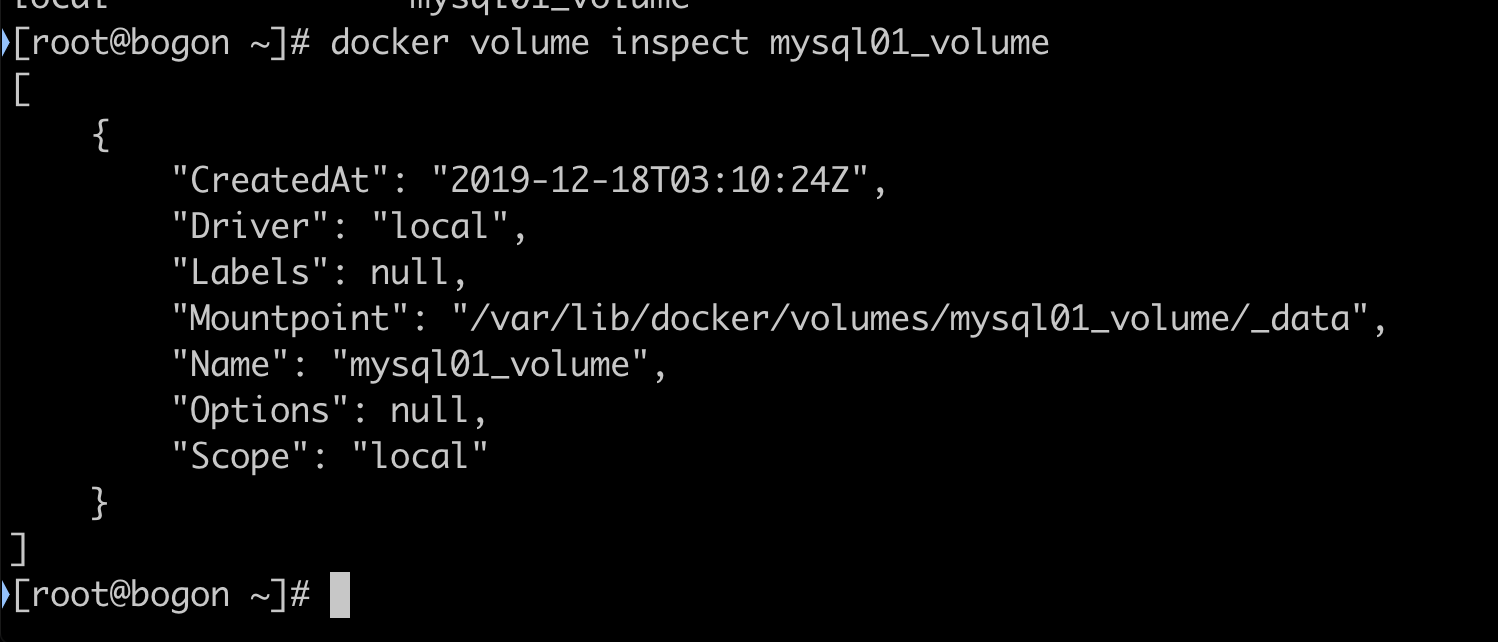 local               mysql01_volume
[root@bogon ~]# docker volume inspect mysql01_volume
[
    {
        "CreatedAt": "2019-12-18T03:10:24Z",
        "Driver": "local",
        "Labels": null,
        "Mountpoint": "/var/lib/docker/volumes/mysql01_volume/_data",
        "Name": "mysql01_volume",
        "Options": null,
        "Scope": "local"
    }
]
[root@bogon ~]#